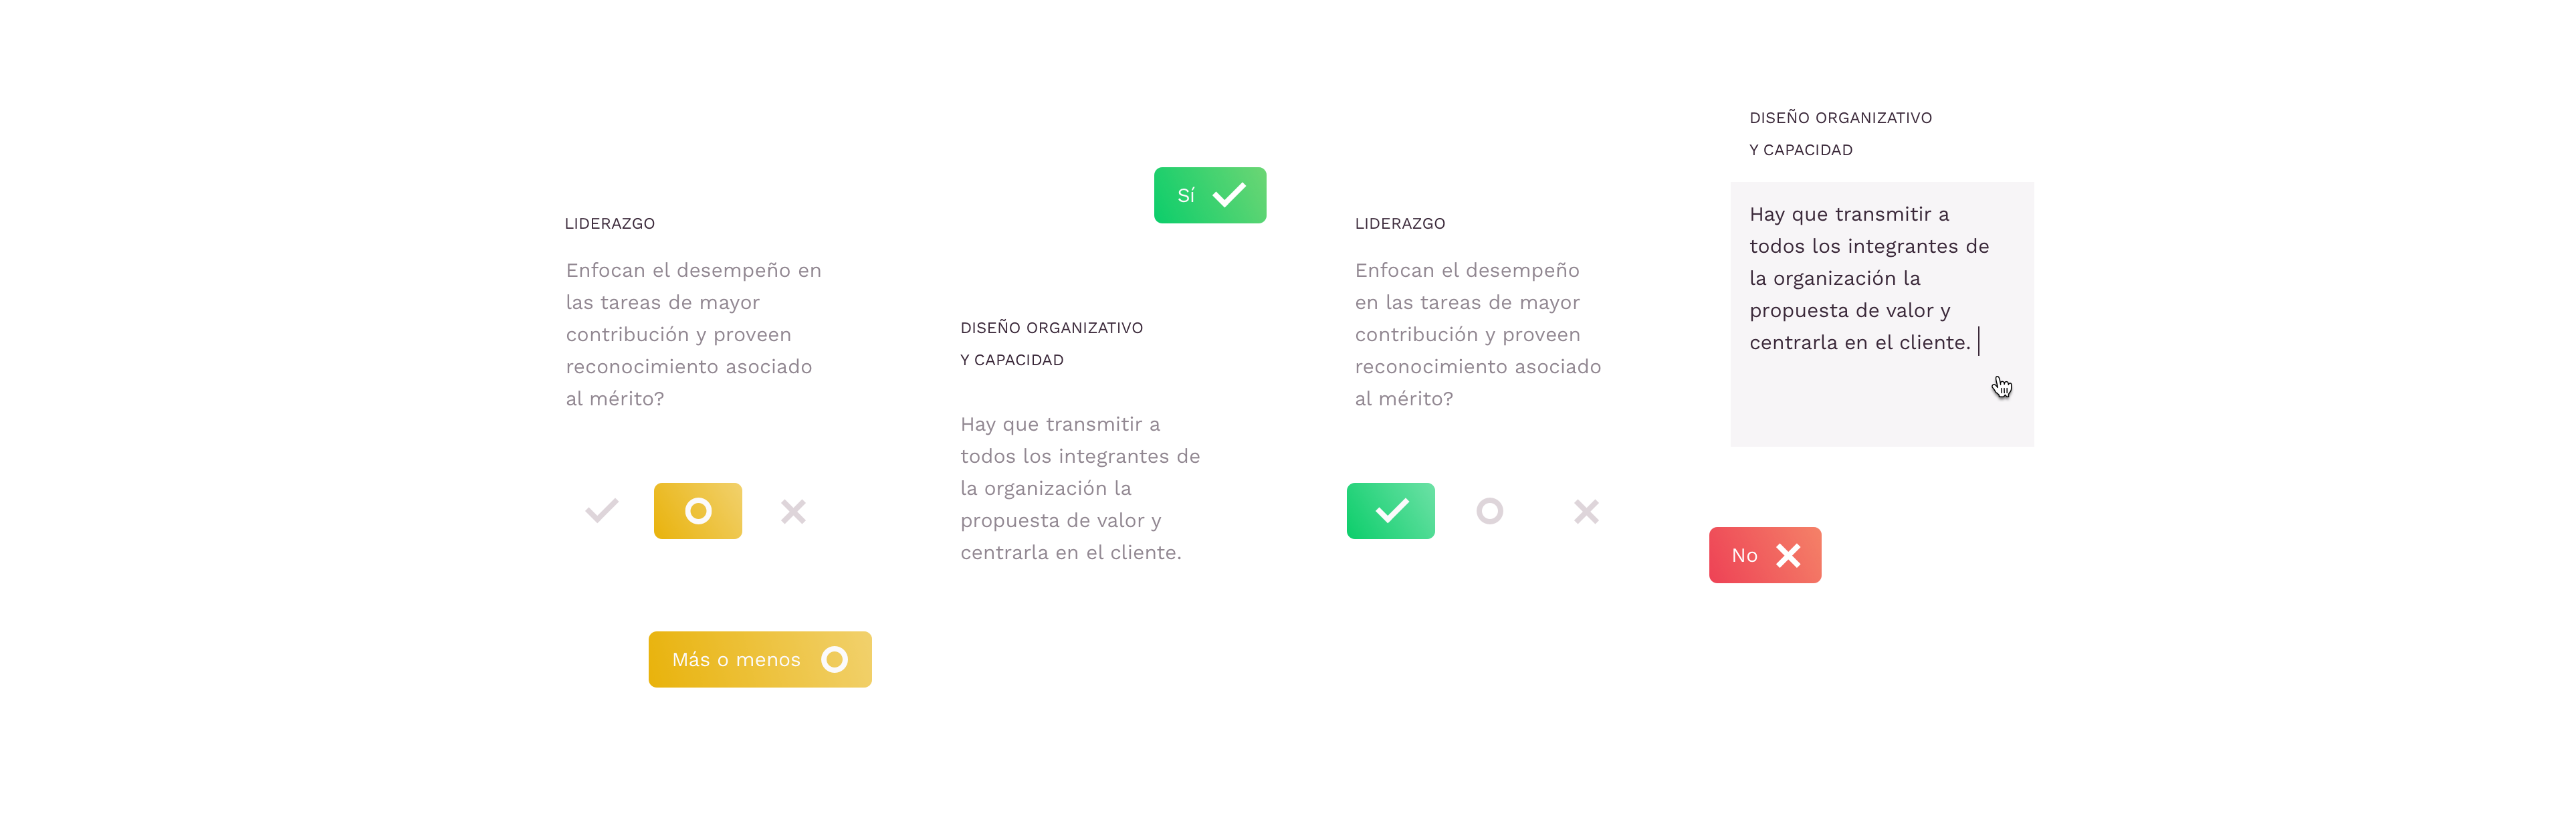 LIDERAZGO
Enfocan el desempeño en
las tareas de mayor
contribución y proveen
reconocimiento asociado
al mérito?
Más o menos
Sí
DISEÑO ORGANIZATIVO
Y CAPACIDAD
Hay que transmitir a
todos los integrantes de
la organización la
propuesta de valor y
centrarla en el cliente.
LIDERAZGO
Enfocan el desempeño
en las tareas de mayor
contribución y proveen
reconocimiento asociado
al mérito?
DISEÑO ORGANIZATIVO
Y CAPACIDAD
Hay que transmitir a
todos los integrantes de
la organización la
propuesta de valor y
centrarla en el cliente.
No